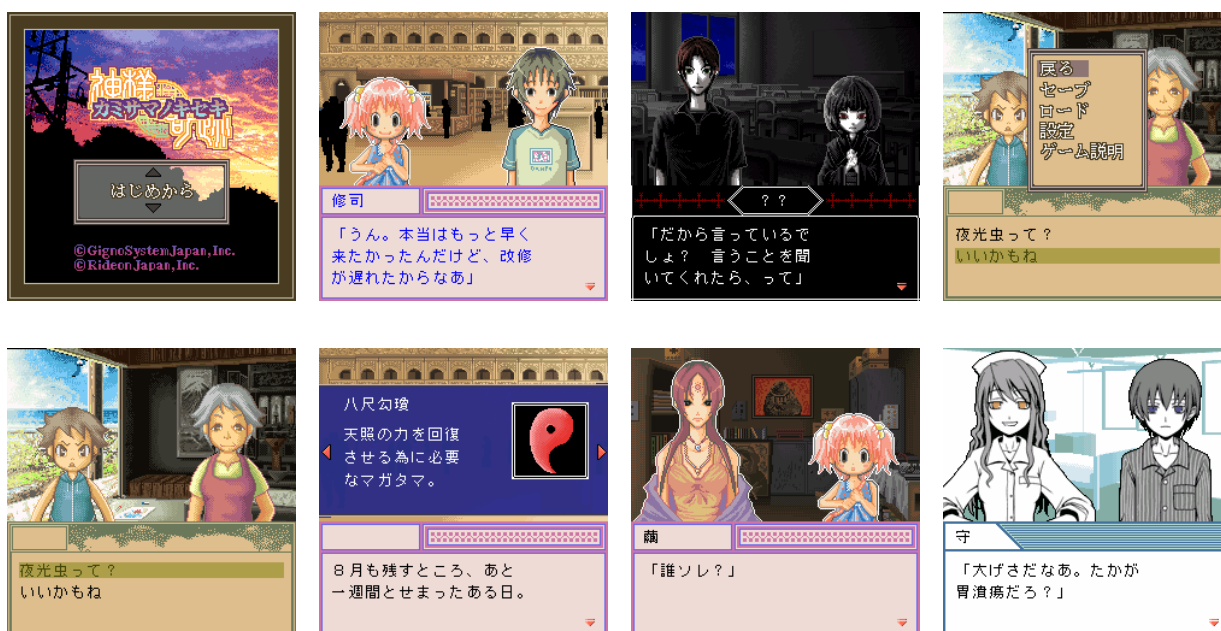 神様
カミサマノキセキ
奇跡
はじめから
©GignoSystemJapan,Inc.
©RideonJapan,Inc.
修司
「うん。本当はもっと早く
来たかったんだけど、改修
が遅れたからなあ」
??
「だから言っているで
しょ? 言うことを聞
いてくれたら、って」
戻る
セーブ
ロード
設定
ゲーム説明
夜光虫って?
いいかもね
夜光虫って?
いいかもね
八尺勾瓊
天照の力を回復
させる為に必要
なマガタマ。
8月も残すところ、あと
一週間とせまったある日。
繭
「誰ソレ?」
守
「大げさだなあ。たかが
胃潰瘍だろ?」